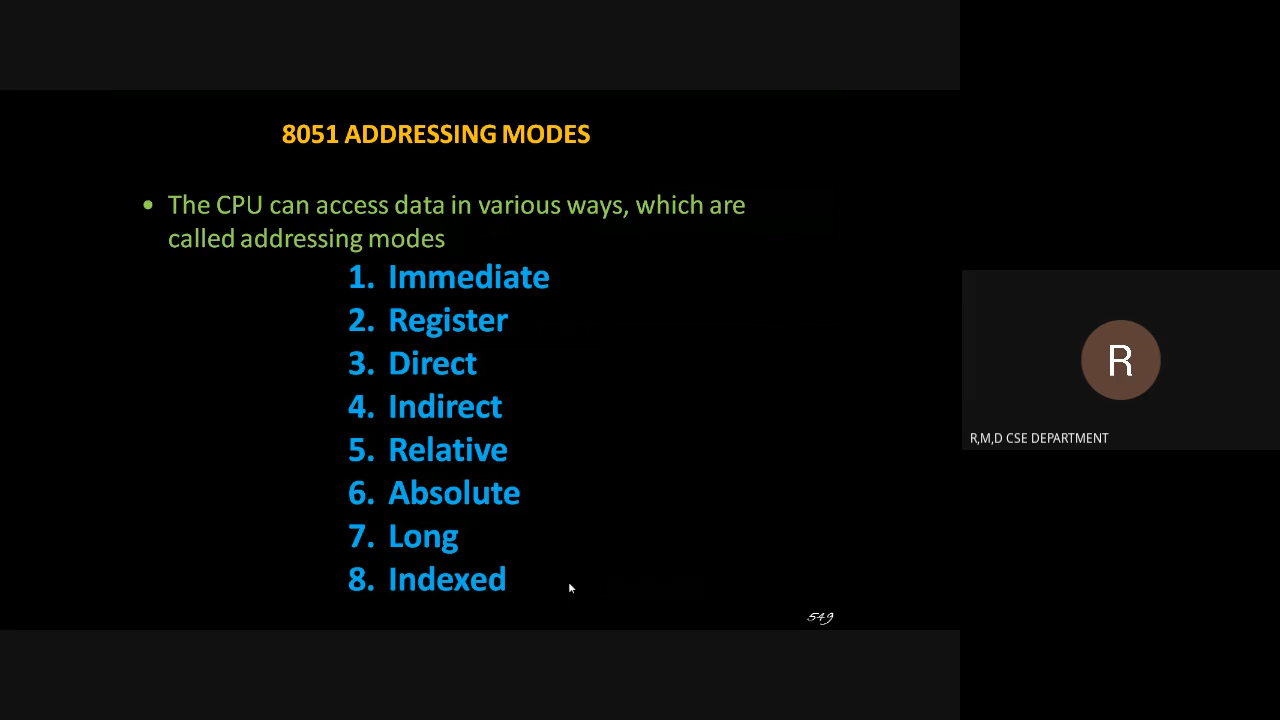 8051 ADDRESSING MODES
• The CPU can access data in various ways, which are
called addressing modes
1. Immediate
2. Register
3. Direct
4. Indirect
5. Relative
6. Absolute
7. Long
8. Indexed
549
R
R,M,D CSE DEPARTMENT